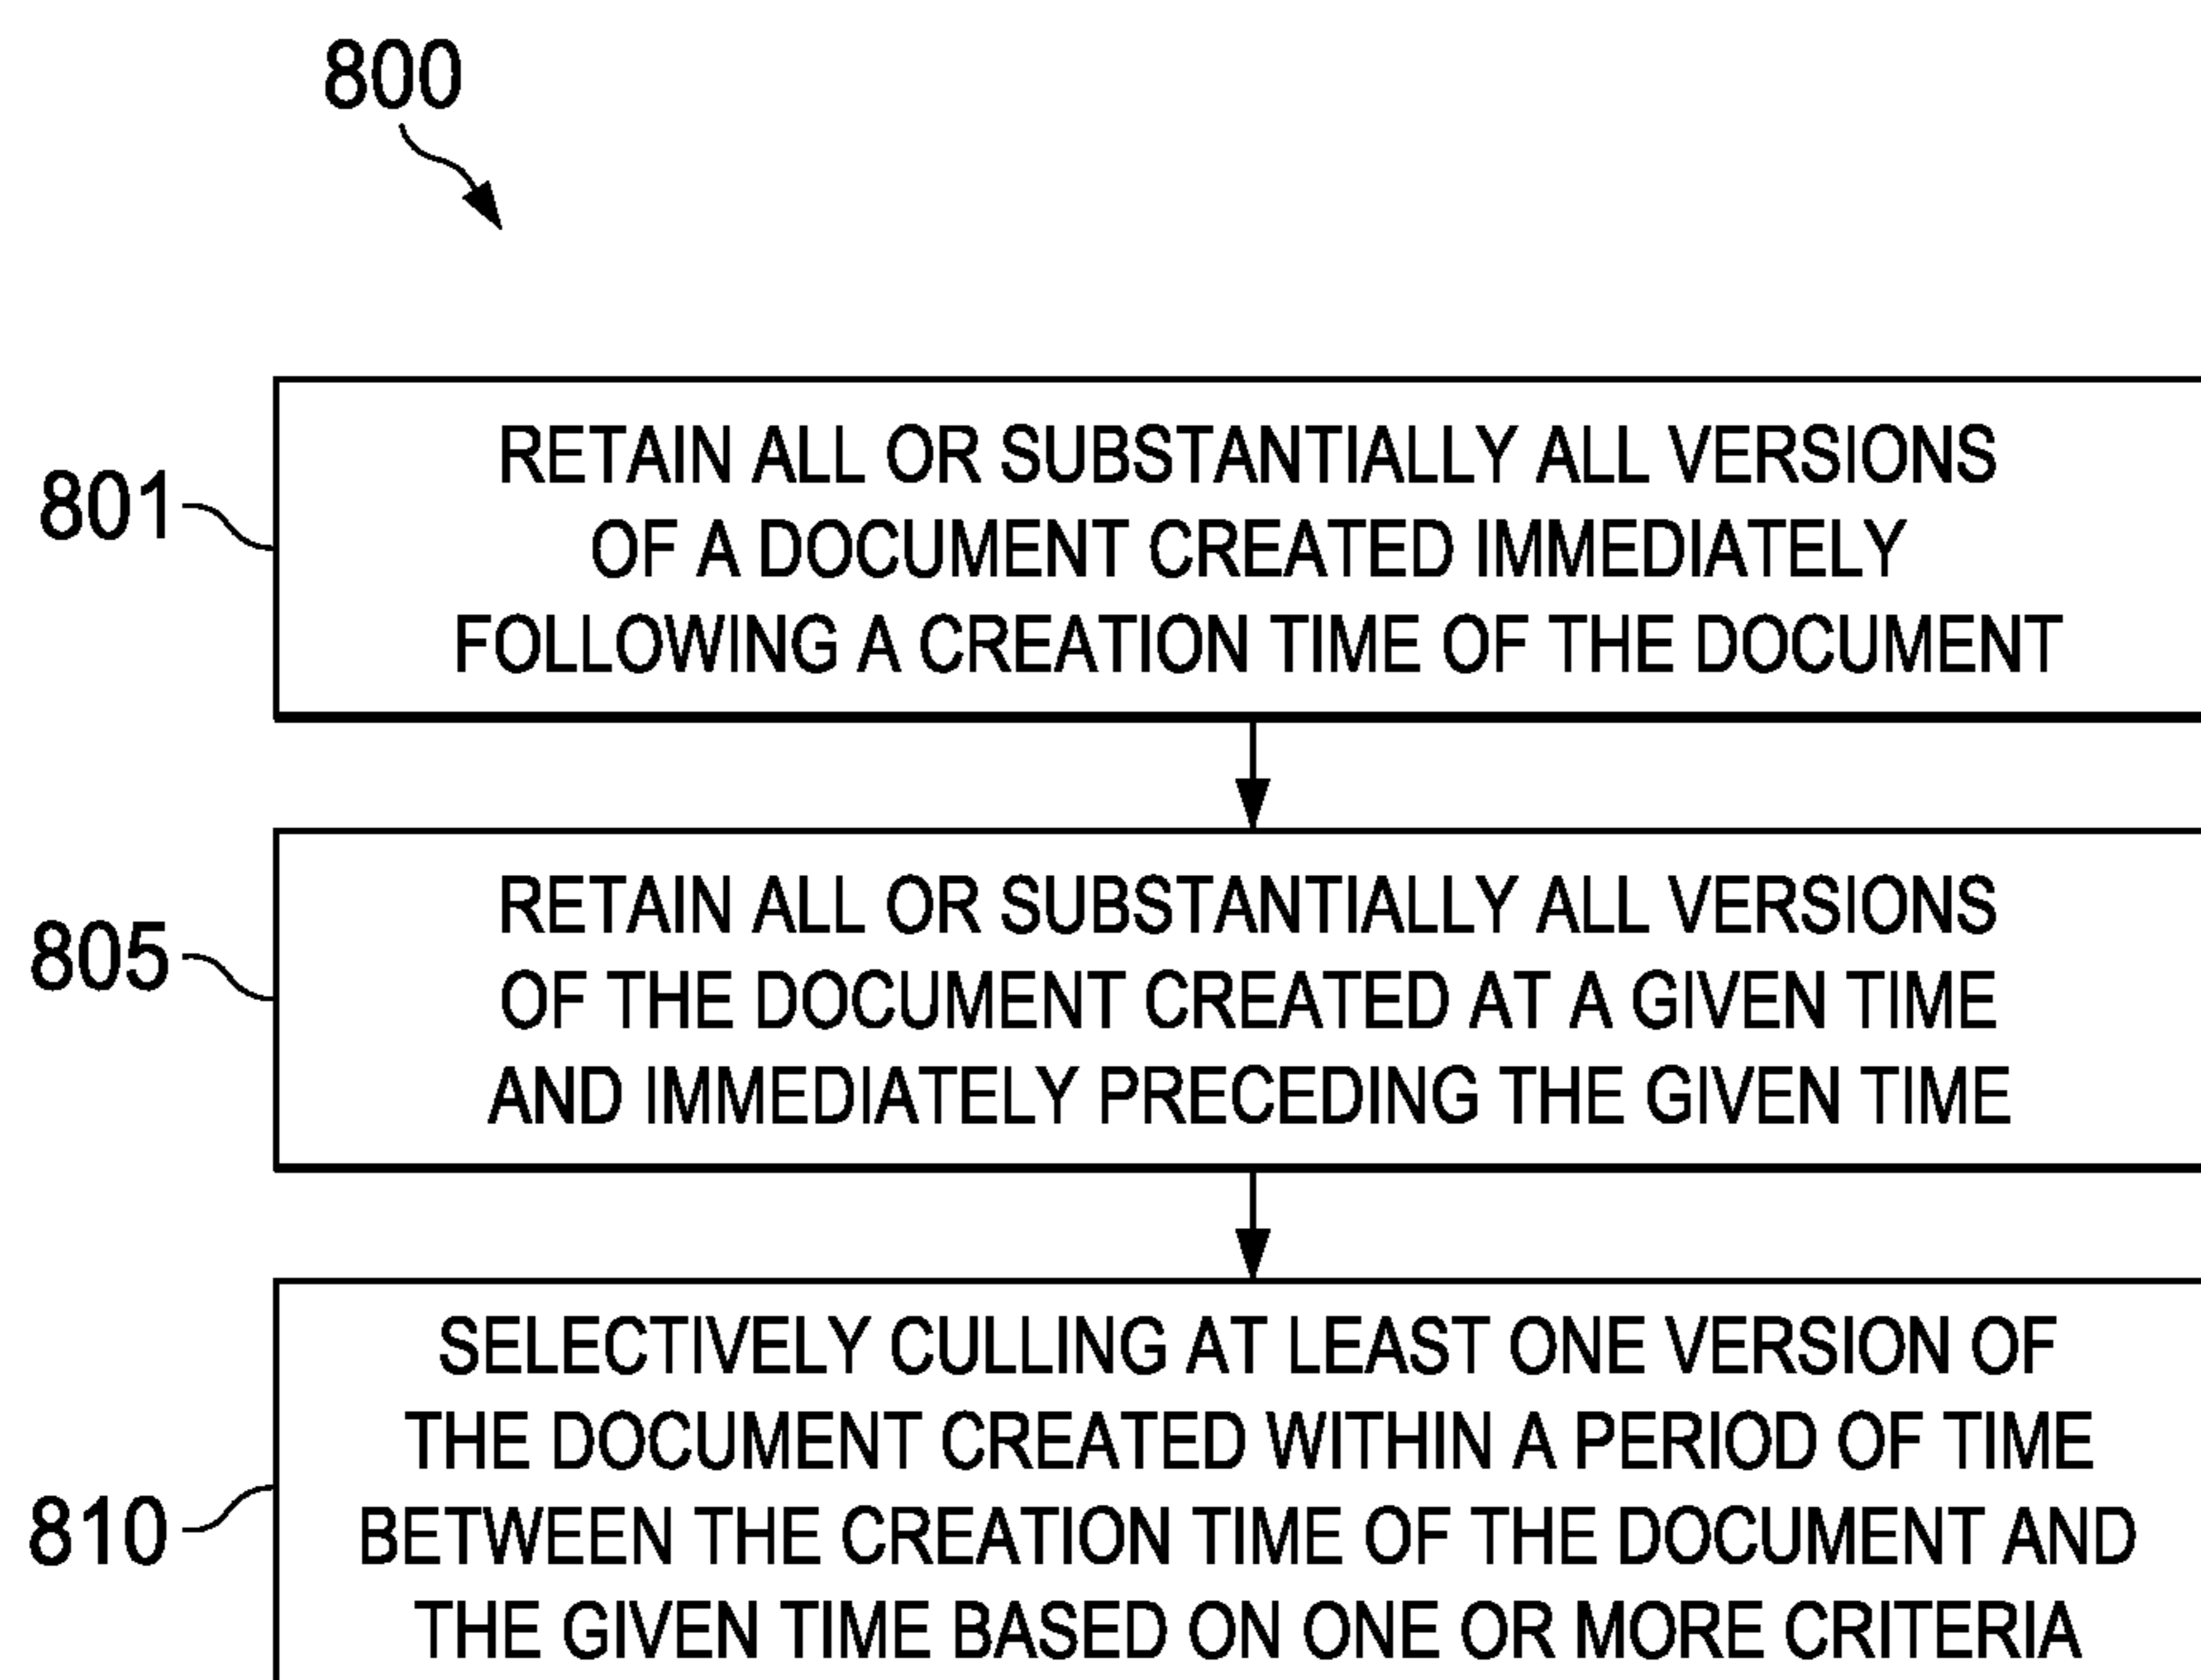 800
801
RETAIN ALL OR SUBSTANTIALLY ALL VERSIONS
OF A DOCUMENT CREATED IMMEDIATELY
FOLLOWING A CREATION TIME OF THE DOCUMENT
805
RETAIN ALL OR SUBSTANTIALLY ALL VERSIONS
OF THE DOCUMENT CREATED AT A GIVEN TIME
AND IMMEDIATELY PRECEDING THE GIVEN TIME
810
SELECTIVELY CULLING AT LEAST ONE VERSION OF
THE DOCUMENT CREATED WITHIN A PERIOD OF TIME
BETWEEN THE CREATION TIME OF THE DOCUMENT AND
THE GIVEN TIME BASED ON ONE OR MORE CRITERIA